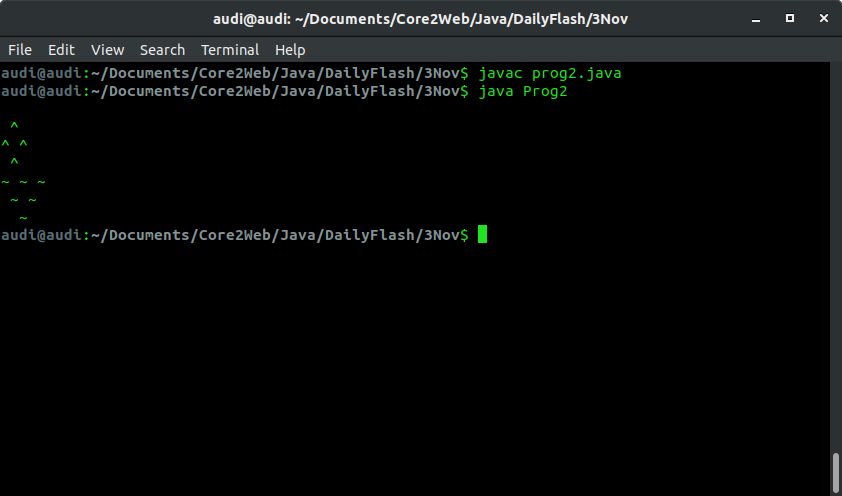 audi@audi: ~/Documents/Core2Web/Java/DailyFlash/3Nov
File Edit View Search Terminal Help
audi@audi:~/Documents/Core2Web/Java/DailyFlash/3Nov$ javac prog2.java
audi@audi:~/Documents/Core2Web/Java/DailyFlash/3Nov$ java Prog2
 ^
^ ^
 ^
~ ~ ~
 ~ ~
  ~
audi@audi:~/Documents/Core2Web/Java/DailyFlash/3Nov$